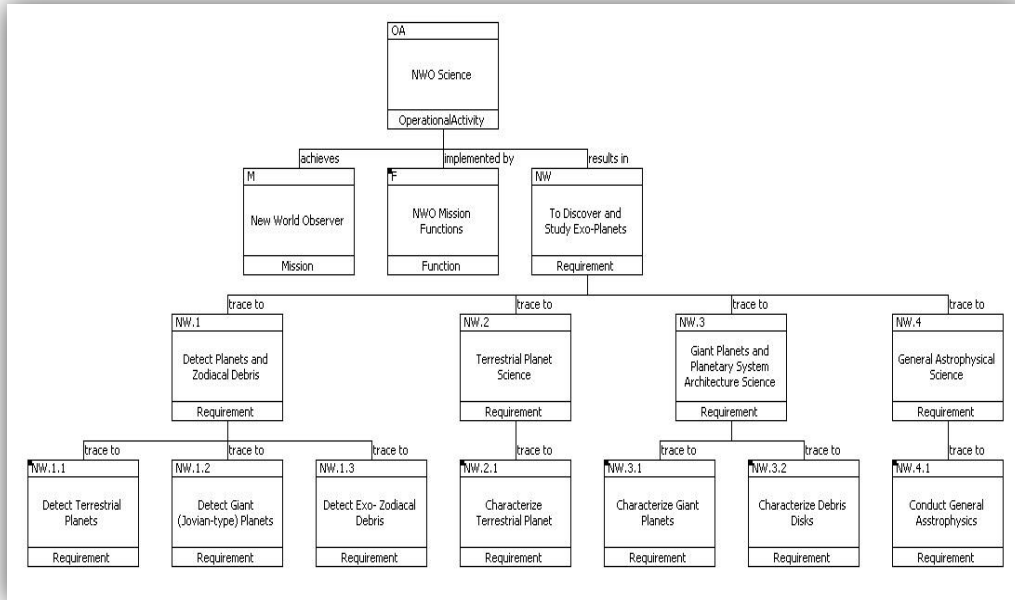 OA
NWO Science
OperationalActivity
achieves
implemented by
results in
M
New World Observer
Mission
F
NWO Mission
Functions
Function
NW
To Discover and
Study Exo-Planets
Requirement
trace to
trace to
trace to
trace to
NW.1
Detect Planets and
Zodiacal Debris
Requirement
NW.2
Terrestrial Planet
Science
Requirement
NW.3
Giant Planets and
Planetary System
Architecture Science
Requirement
NW.4
General Astrophysical
Science
Requirement
trace to
trace to
trace to
trace to
trace to
trace to
trace to
NW.1.1
Detect Terrestrial
Planets
Requirement
NW.1.2
Detect Giant
(Jovian-type) Planets
Requirement
NW.1.3
Detect Exo- Zodiacal
Debris
Requirement
NW.2.1
Characterize
Terrestrial Planet
Requirement
NW.3.1
Characterize Giant
Planets
Requirement
NW.3.2
Characterize Debris
Disks
Requirement
NW.4.1
Conduct General
Asstrophysics
Requirement